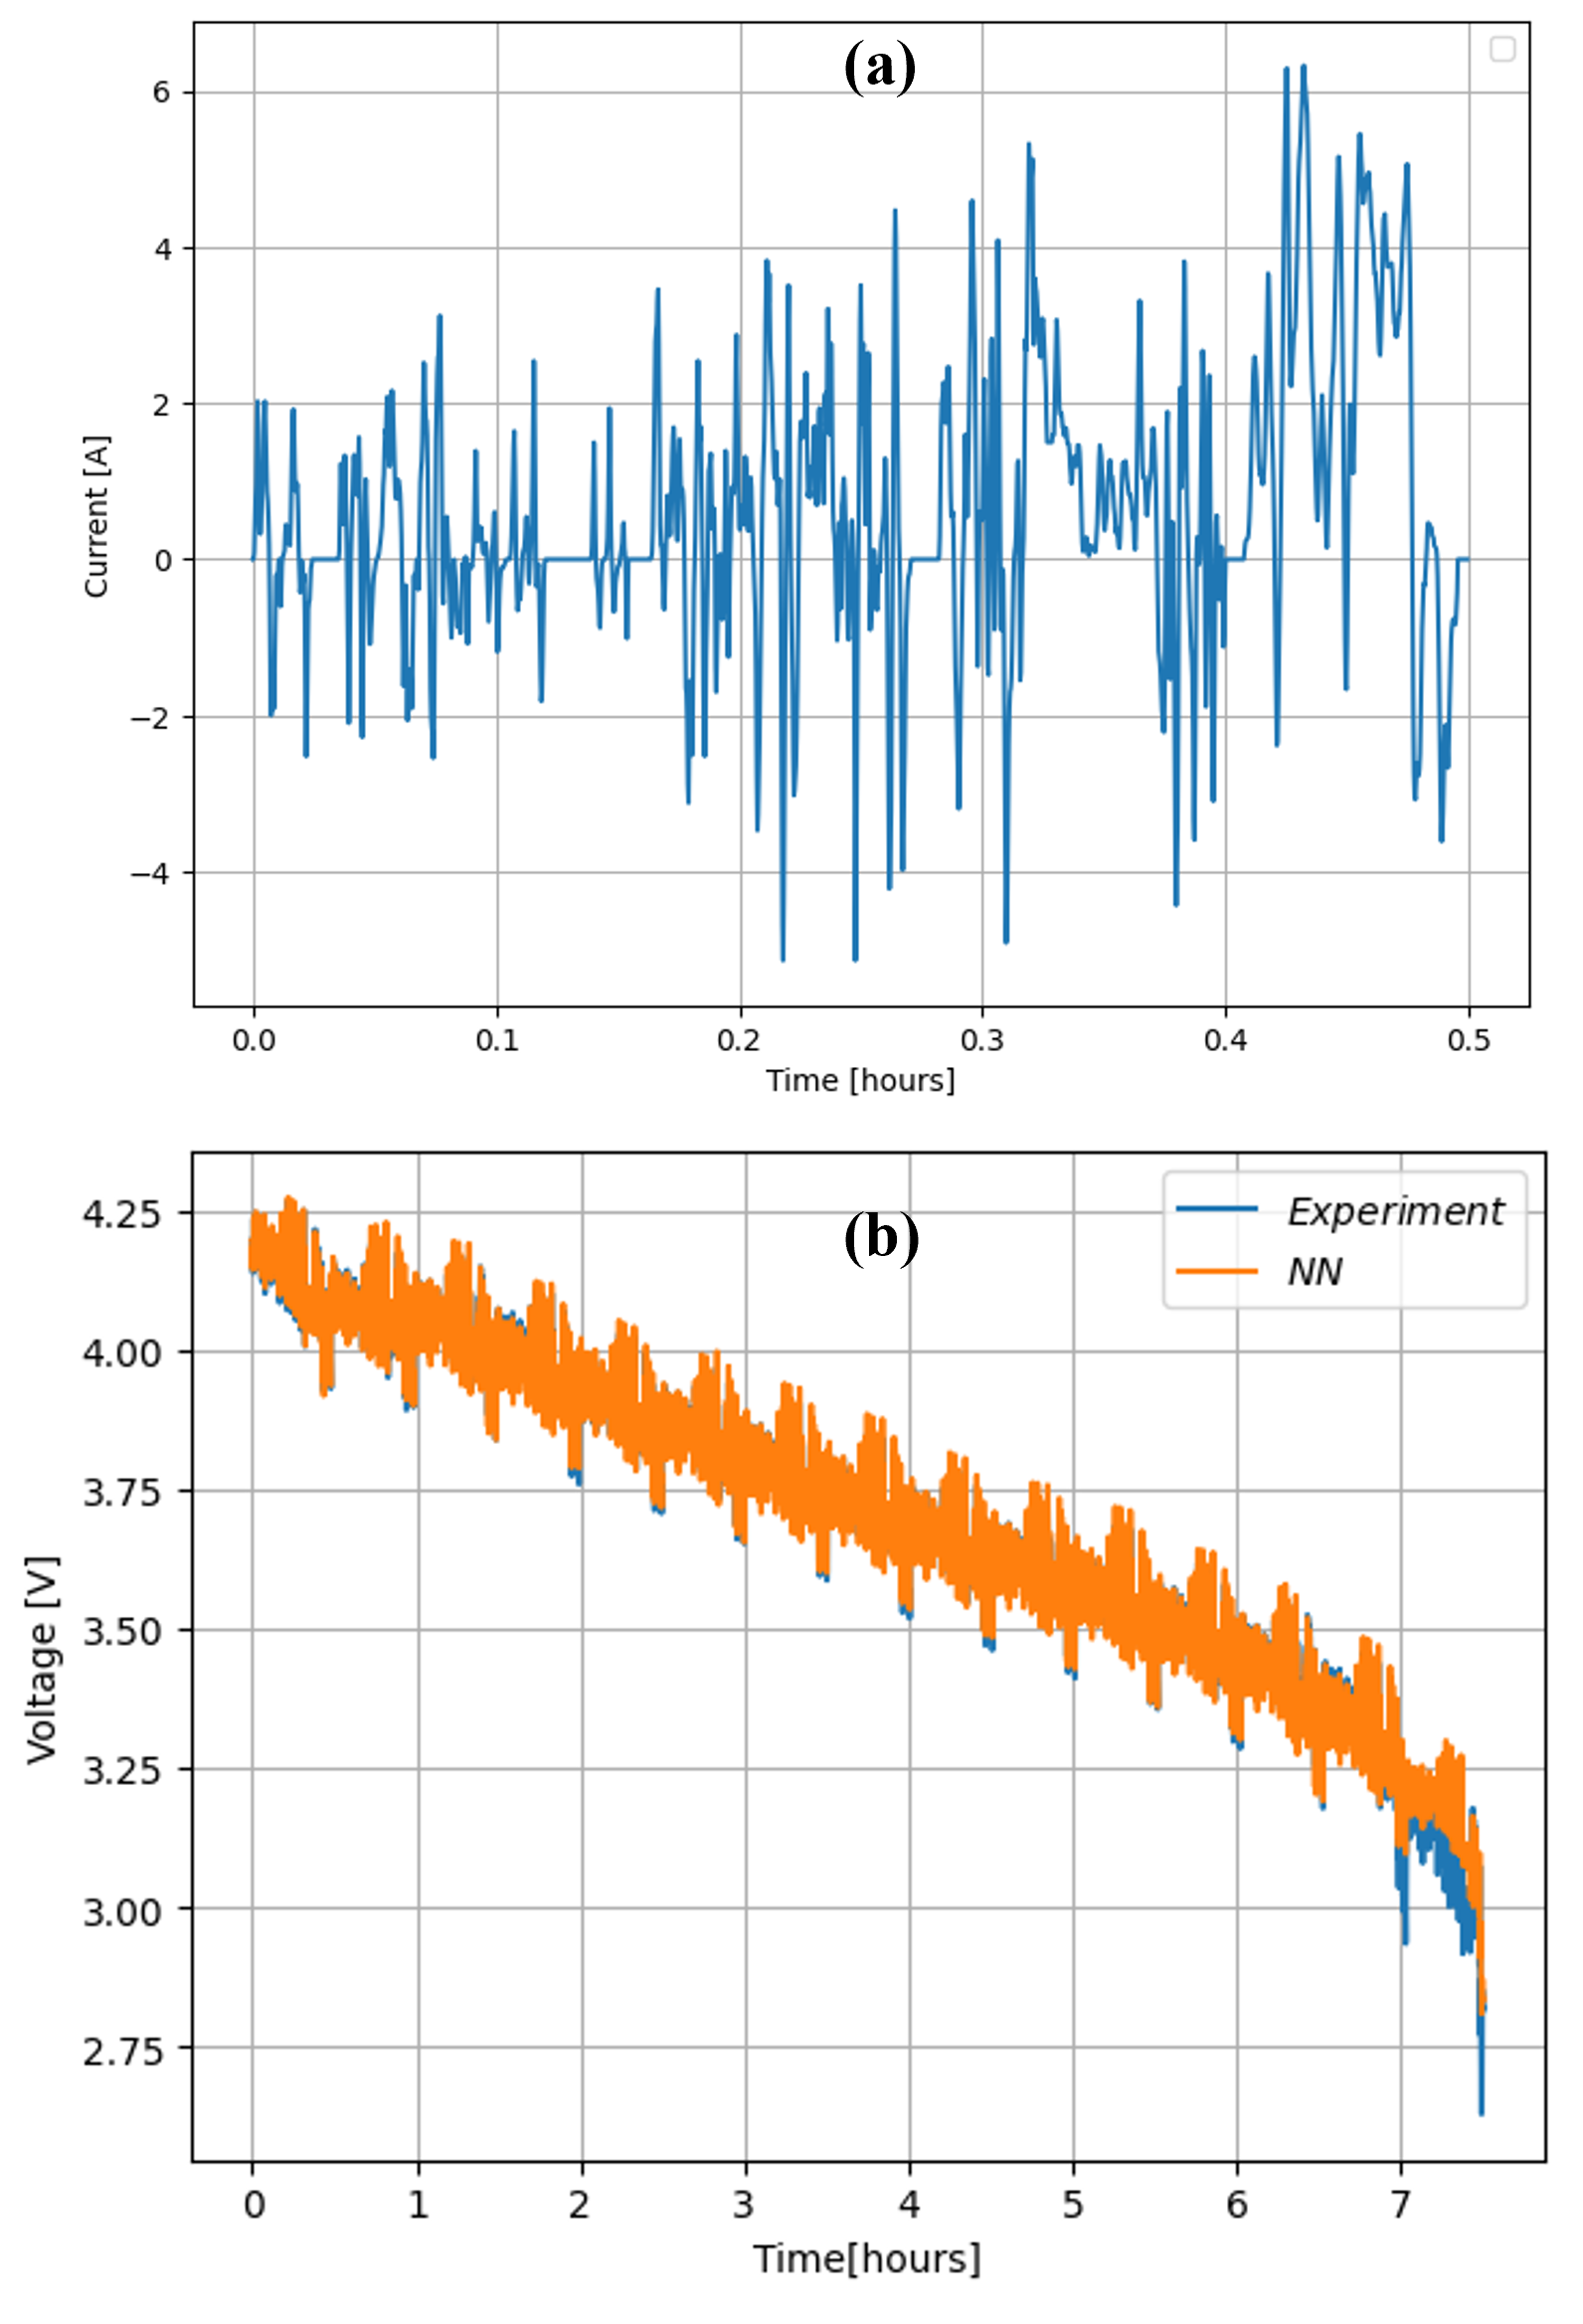 (a)
6
4
2
0
−2
−4
Current [A]
0.0 0.1 0.2 0.3 0.4 0.5
Time [hours]
(b)
Experiment
NN
4.25
4.00
3.75
3.50
3.25
3.00
2.75
Voltage [V]
0 1 2 3 4 5 6 7
Time[hours]